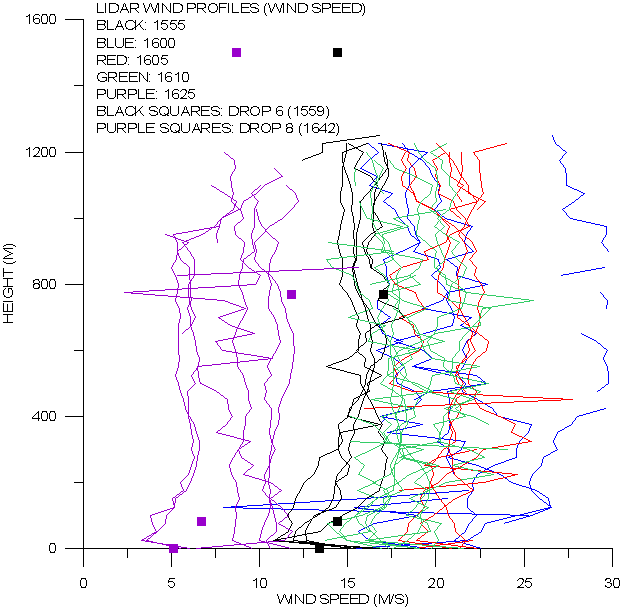 LIDAR WIND PROFILES (WIND SPEED)
BLACK: 1555
BLUE: 1600
RED: 1605
GREEN: 1610
PURPLE: 1625
BLACK SQUARES: DROP 6 (1559)
PURPLE SQUARES: DROP 8 (1642)
1600
1200
800
400
0
HEIGHT (M)
0 5 10 15 20 25 30
WIND SPEED (M/S)